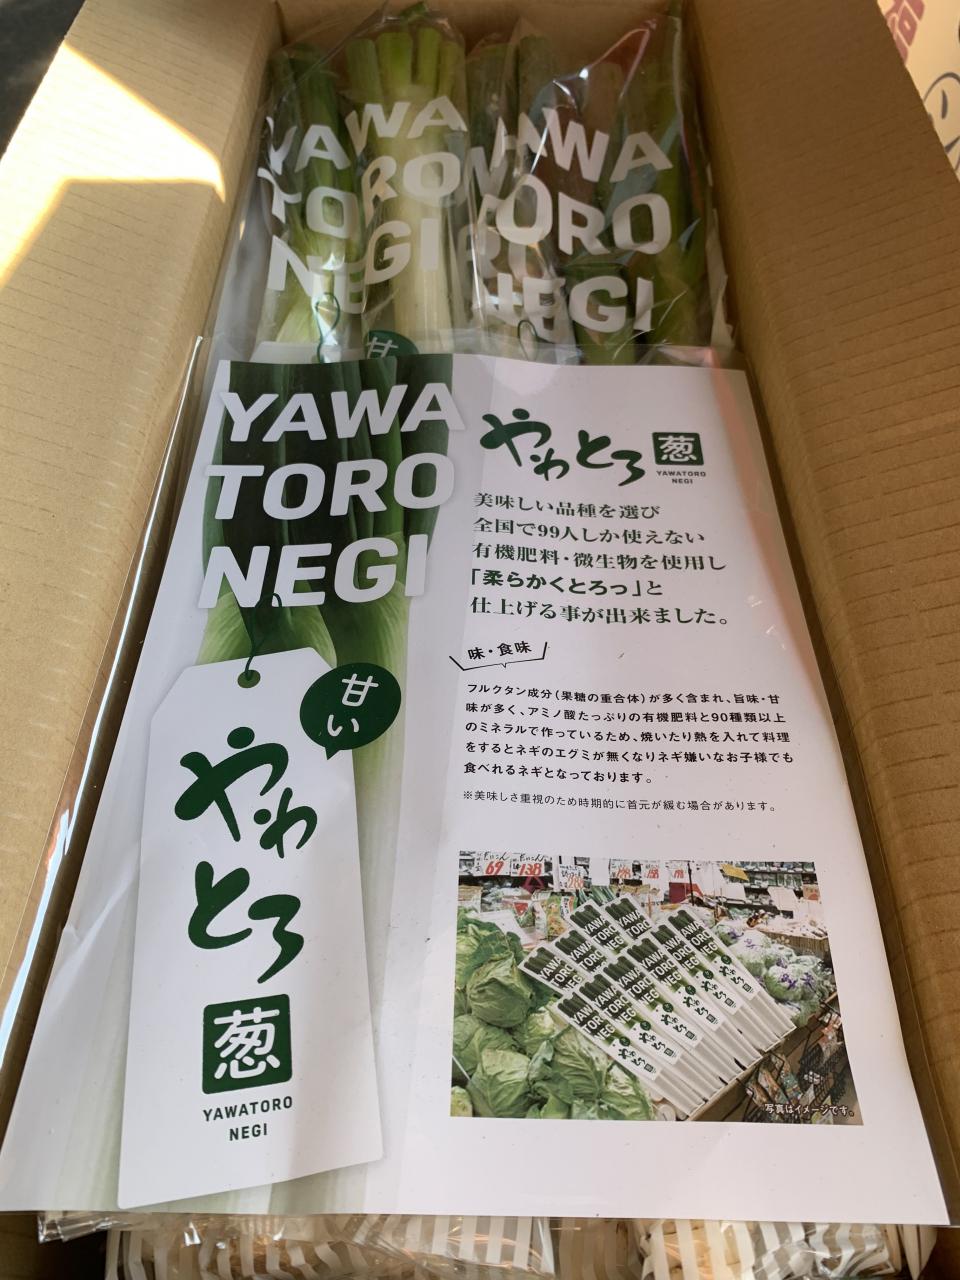 YAWA
TORO
NEGI
YAWA
TORO
NEGI
甘
YAWA
TORO
NEGI
甘い
やわ
とろ
葱
YAWATORO
NEGI
やわとろ 葱
YAWATORO
NEGI
美味しい品種を選び
全国で99人しか使えない
有機肥料・微生物を使用し
「柔らかくとろっ」と
仕上げる事が出来ました。
味・食味
フルクタン成分(果糖の重合体)が多く含まれ、旨味・甘
味が多く、アミノ酸たっぷりの有機肥料と90種類以上
のミネラルで作っているため、焼いたり熱を入れて料理
をするとネギのエグミが無くなりネギ嫌いなお子様でも
食べれるネギとなっております。
※美味しさ重視のため時期的に首元が緩む場合があります。
69
138
写真はイメージです。